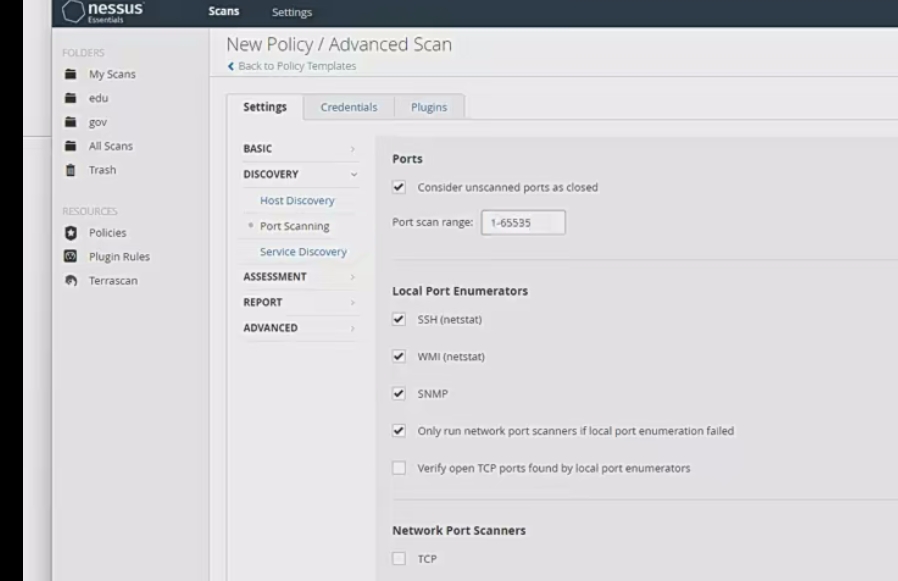 nessus
Essentials
Scans
Settings
FOLDERS
My Scans
edu
gov
All Scans
Trash
RESOURCES
Policies
Plugin Rules
Terrascan
New Policy / Advanced Scan
Back to Policy Templates
Settings
Credentials
Plugins
BASIC
DISCOVERY
Host Discovery
Port Scanning
Service Discovery
ASSESSMENT
REPORT
ADVANCED
Ports
Consider unscanned ports as closed
Port scan range: 1-65535
Local Port Enumerators
SSH (netstat)
WMI (netstat)
SNMP
Only run network port scanners if local port enumeration failed
Verify open TCP ports found by local port enumerators
Network Port Scanners
TCP